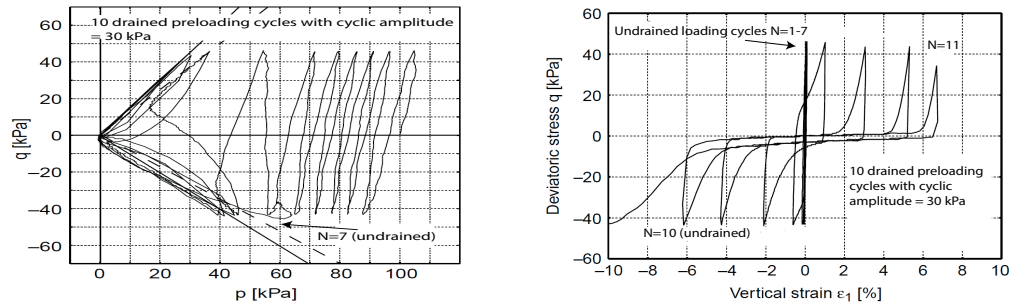 10 drained preloading cycles with cyclic amplitude
= 30 kPa
60
40
20
0
−20
−40
−60
q [kPa]
N=7 (undrained)
0
20
40
60
80
100
p [kPa]
Undrained loading cycles N=1-7
N=11
10 drained preloading
cycles with cyclic
amplitude = 30 kPa
N=10 (undrained)
60
40
20
0
−20
−40
−60
Deviatoric stress q [kPa]
−10
−8
−6
−4
−2
0
2
4
6
8
10
Vertical strain ε1 [%]